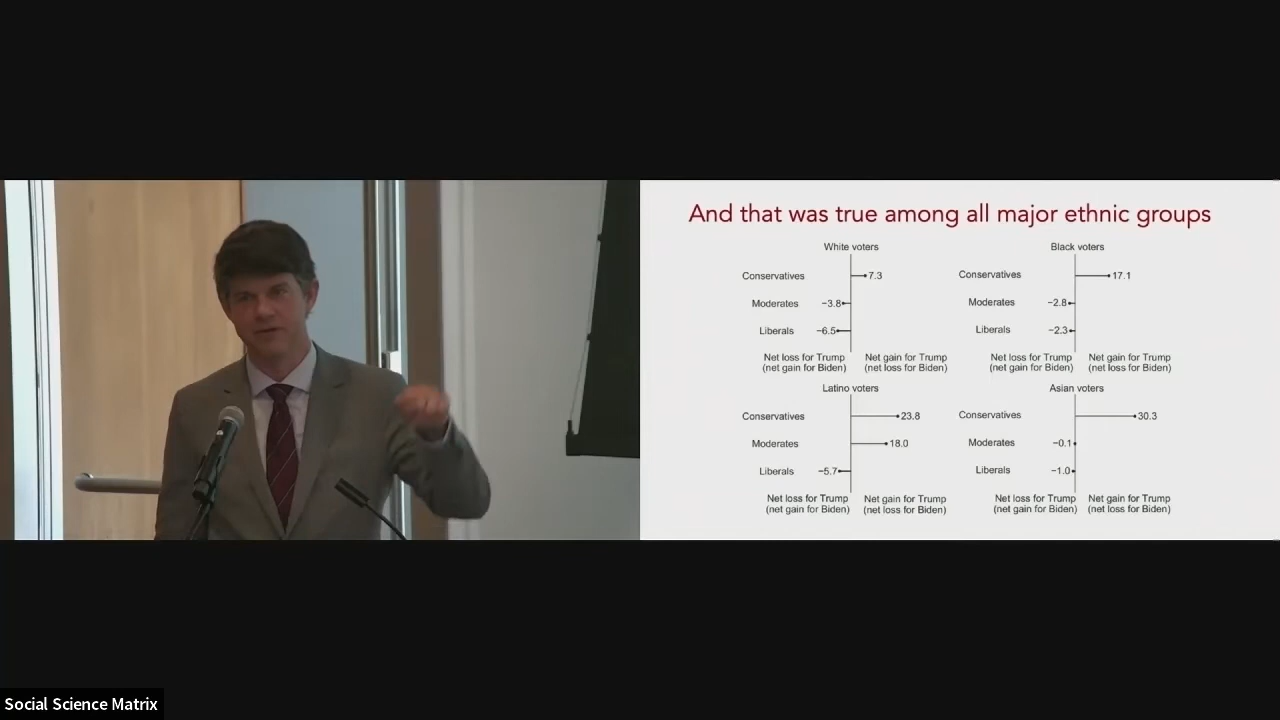 And that was true among all major ethnic groups
White voters
Conservatives 7.3
Moderates −3.8
Liberals −6.5
Net loss for Trump
(net gain for Biden)
Net gain for Trump
(net loss for Biden)
Black voters
Conservatives 17.1
Moderates −2.8
Liberals −2.3
Net loss for Trump
(net gain for Biden)
Net gain for Trump
(net loss for Biden)
Latino voters
Conservatives 23.8
Moderates 18.0
Liberals −5.7
Net loss for Trump
(net gain for Biden)
Net gain for Trump
(net loss for Biden)
Asian voters
Conservatives 30.3
Moderates −0.1
Liberals −1.0
Net loss for Trump
(net gain for Biden)
Net gain for Trump
(net loss for Biden)
Social Science Matrix